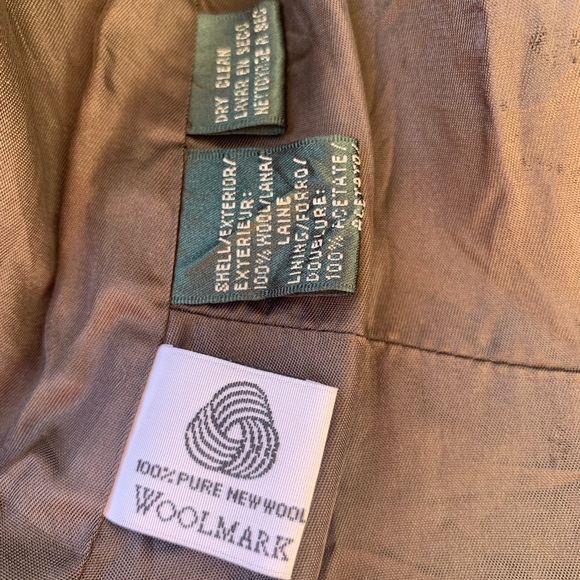 DRY CLEAN
LAVAR EN SECO
NETTOYAGE A SEC
SHELL/EXTERIOR/
EXTERIEUR:
100% WOOL/LANA/
LAINE
LINING/FORRO/
DOUBLURE:
100% ACETATE/
ACETATO/
100% PURE NEW WOOL
WOOLMARK